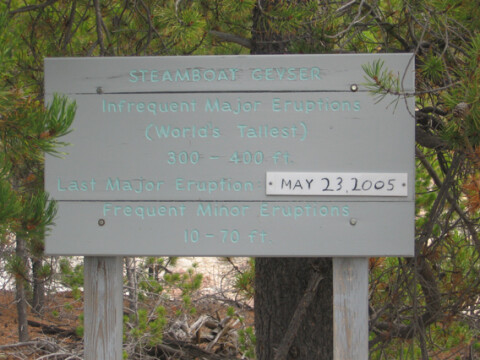 STEAMBOAT GEYSER
Infrequent Major Eruptions
(World's Tallest)
300 - 400 ft.
Last Major Eruption: MAY 23, 2005
Frequent Minor Eruptions
10 - 70 ft.